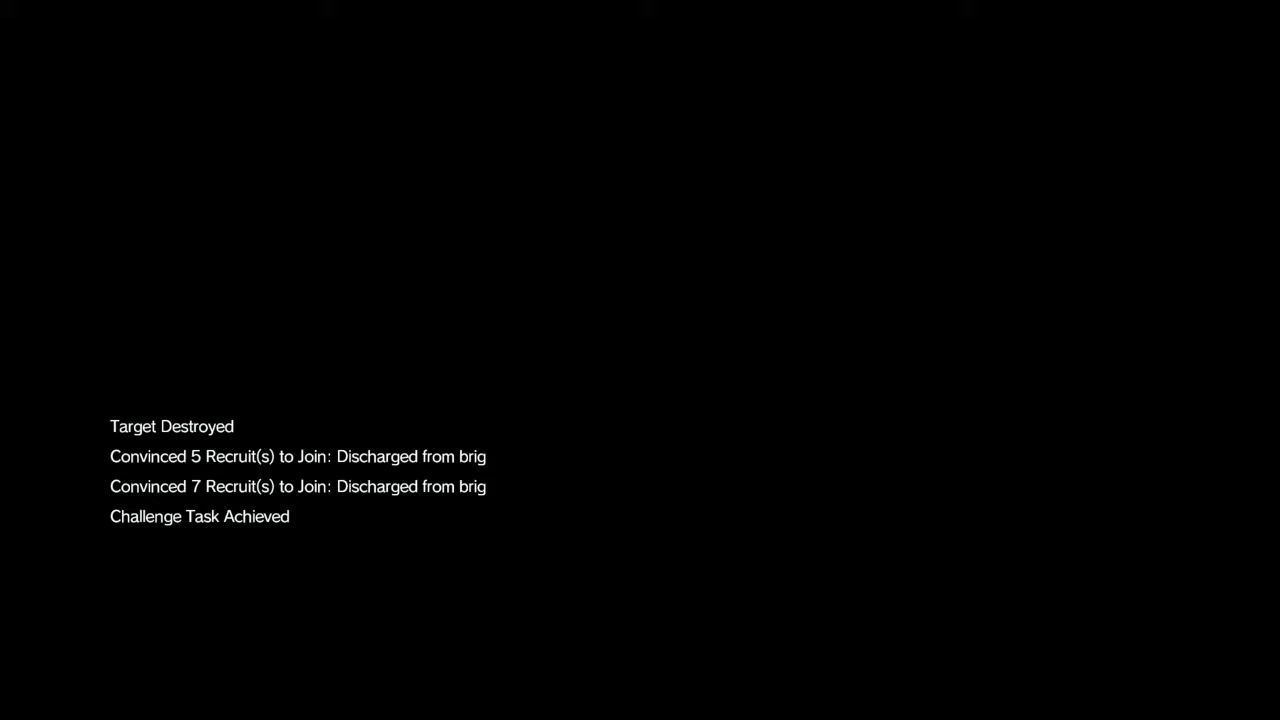 Target Destroyed
Convinced 5 Recruit(s) to Join: Discharged from brig
Convinced 7 Recruit(s) to Join: Discharged from brig
Challenge Task Achieved